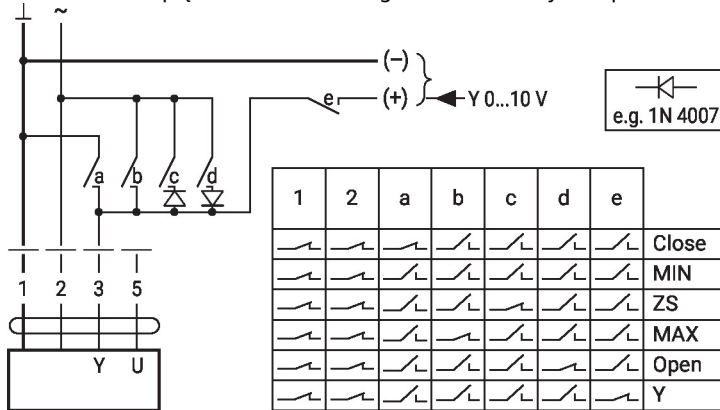 ⊥ ~
(–)
e (+) Y 0...10 V
e.g. 1N 4007
a b c d
1 2 a b c d e
Close
MIN
ZS
MAX
Open
Y
1 2 3 5
Y U